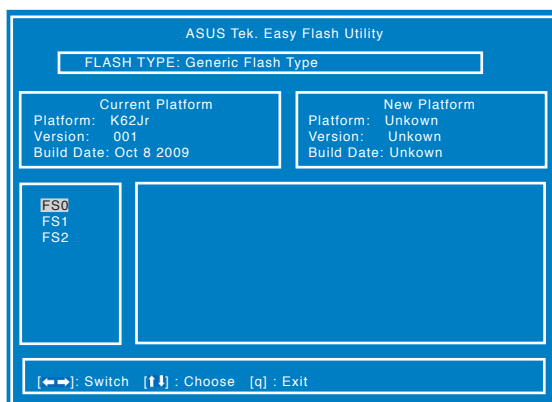 ASUS Tek. Easy Flash Utility
FLASH TYPE: Generic Flash Type
Current Platform
Platform: K62Jr
Version: 001
Build Date: Oct 8 2009
New Platform
Platform: Unkown
Version: Unkown
Build Date: Unkown
FS0
FS1
FS2
[←→]: Switch [↑↓] : Choose [q] : Exit